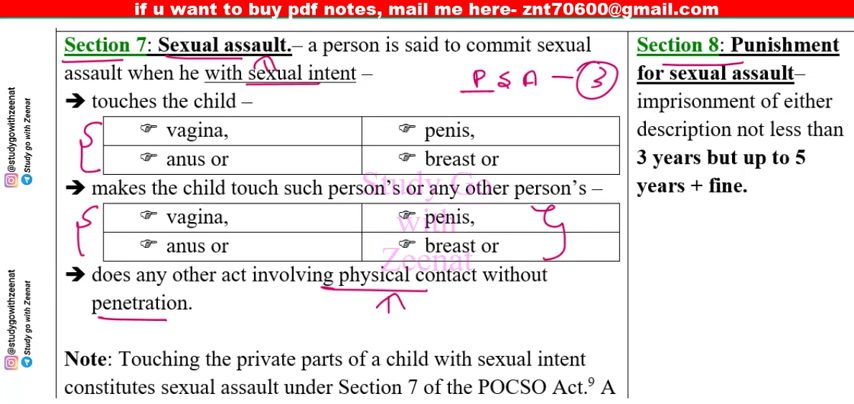 if u want to buy pdf notes, mail me here- znt70600@gmail.com
Section 7: Sexual assault.– a person is said to commit sexual
assault when he with sexual intent –
P & A – 3
➔ touches the child –
☞ vagina, ☞ penis,
☞ anus or ☞ breast or
➔ makes the child touch such person's or any other person's –
☞ vagina, ☞ penis,
☞ anus or ☞ breast or
➔ does any other act involving physical contact without
penetration.
Note: Touching the private parts of a child with sexual intent
constitutes sexual assault under Section 7 of the POCSO Act.⁹ A
Section 8: Punishment
for sexual assault–
imprisonment of either
description not less than
3 years but up to 5
years + fine.
Study Go
with
Zeenat
@studygowithzeenat
Study go with Zeenat
@studygowithzeenat
Study go with Zeenat